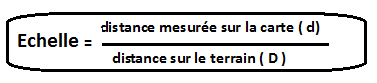 distance mesurée sur la carte ( d)
Echelle =
distance sur le terrain ( D )